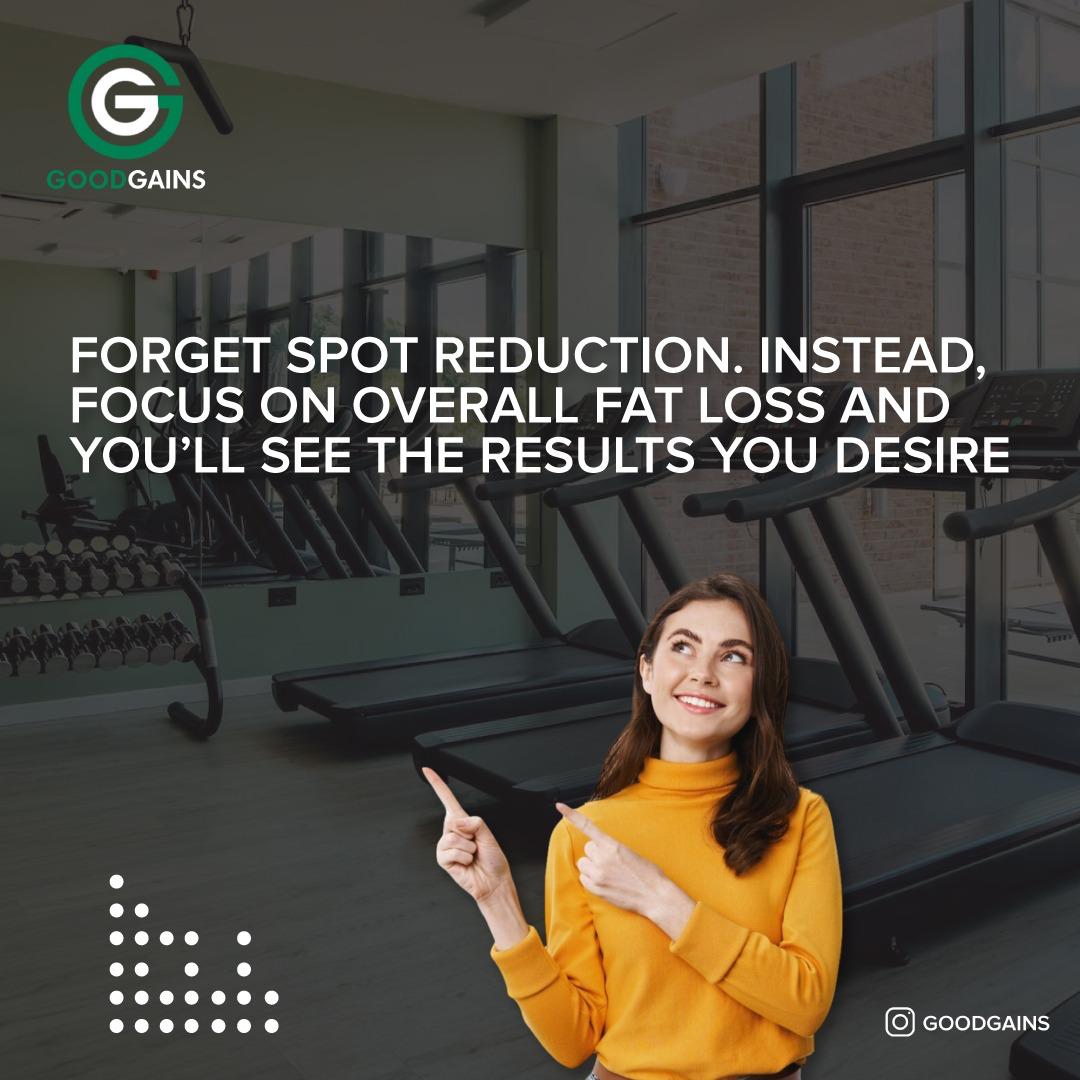 GOODGAINS
FORGET SPOT REDUCTION. INSTEAD,
FOCUS ON OVERALL FAT LOSS AND
YOU’LL SEE THE RESULTS YOU DESIRE
GOODGAINS